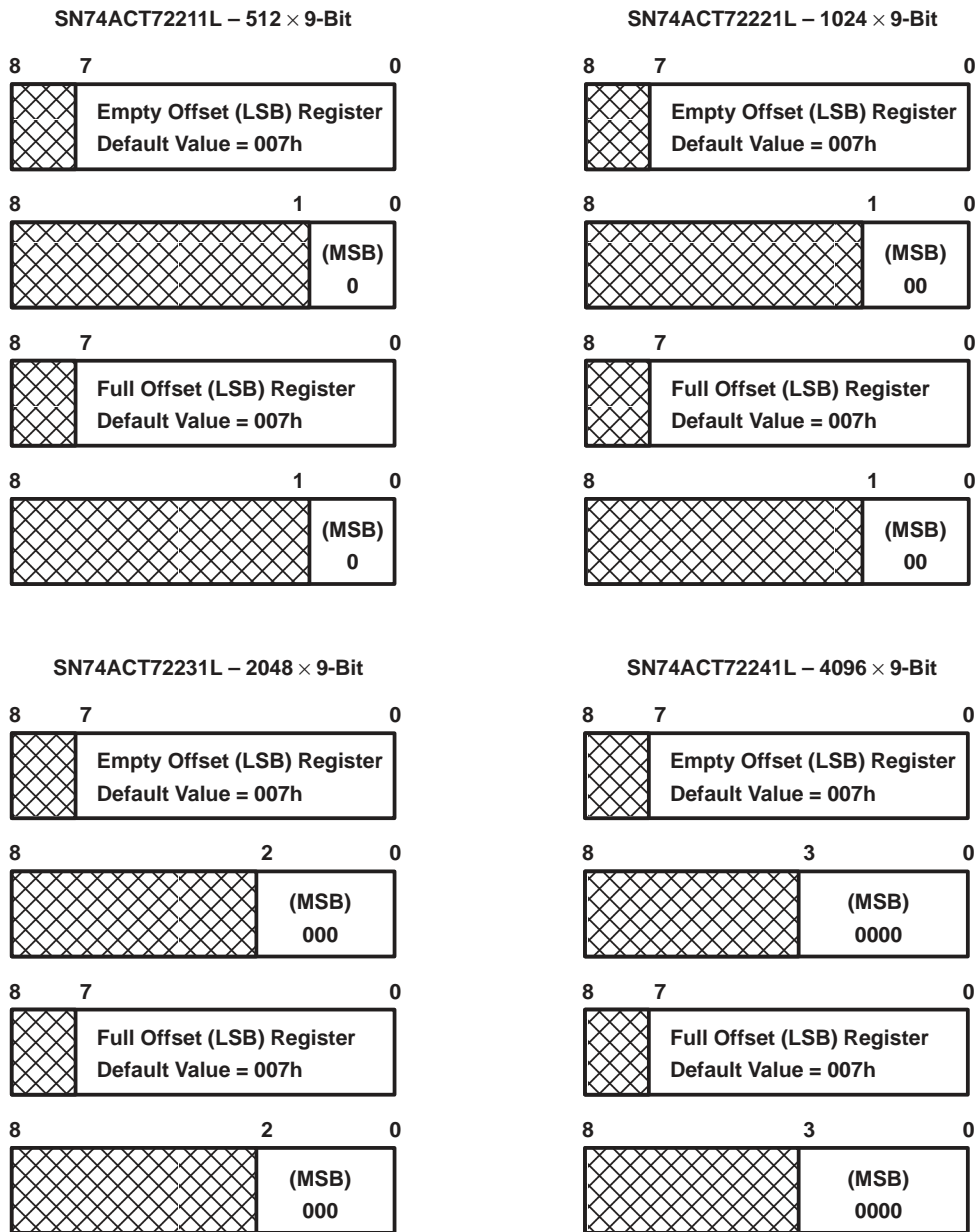 SN74ACT72211L – 512 × 9-Bit
8 7 0
Empty Offset (LSB) Register
Default Value = 007h
8 1 0
(MSB)
0
8 7 0
Full Offset (LSB) Register
Default Value = 007h
8 1 0
(MSB)
0
SN74ACT72221L – 1024 × 9-Bit
8 7 0
Empty Offset (LSB) Register
Default Value = 007h
8 1 0
(MSB)
00
8 7 0
Full Offset (LSB) Register
Default Value = 007h
8 1 0
(MSB)
00
SN74ACT72231L – 2048 × 9-Bit
8 7 0
Empty Offset (LSB) Register
Default Value = 007h
8 2 0
(MSB)
000
8 7 0
Full Offset (LSB) Register
Default Value = 007h
8 2 0
(MSB)
000
SN74ACT72241L – 4096 × 9-Bit
8 7 0
Empty Offset (LSB) Register
Default Value = 007h
8 3 0
(MSB)
0000
8 7 0
Full Offset (LSB) Register
Default Value = 007h
8 3 0
(MSB)
0000